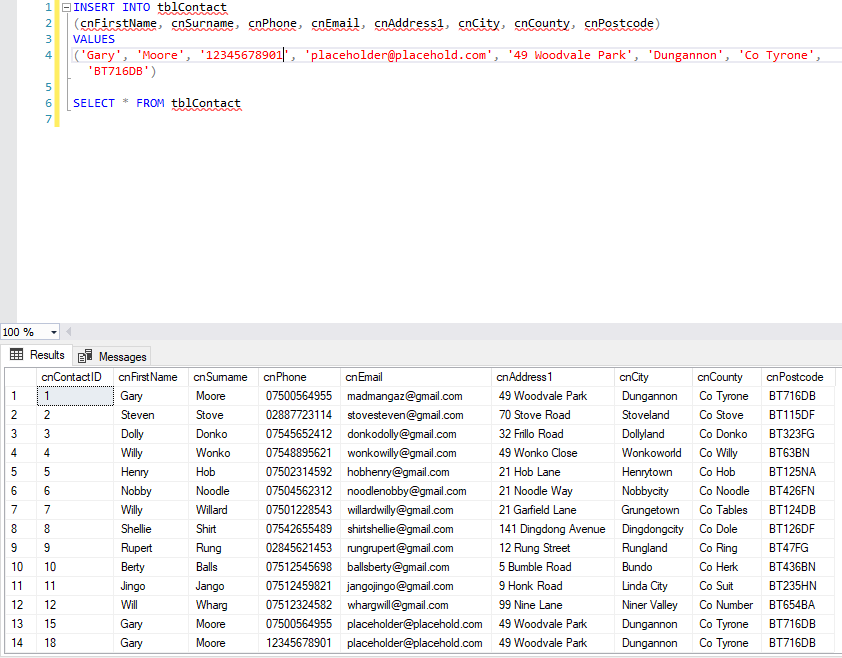 1 INSERT INTO tblContact
2 (cnFirstName, cnSurname, cnPhone, cnEmail, cnAddress1, cnCity, cnCounty, cnPostcode)
3 VALUES
4 ('Gary', 'Moore', '12345678901', 'placeholder@placehold.com', '49 Woodvale Park', 'Dungannon', 'Co Tyrone',
'BT716DB')
5
6 SELECT * FROM tblContact
7
100 %
Results Messages
cnContactID cnFirstName cnSurname cnPhone cnEmail cnAddress1 cnCity cnCounty cnPostcode
1 1 Gary Moore 07500564955 madmangaz@gmail.com 49 Woodvale Park Dungannon Co Tyrone BT716DB
2 2 Steven Stove 02887723114 stovesteven@gmail.com 70 Stove Road Stoveland Co Stove BT115DF
3 3 Dolly Donko 07545652412 donkodolly@gmail.com 32 Frillo Road Dollyland Co Donko BT323FG
4 4 Willy Wonko 07548895621 wonkowilly@gmail.com 49 Wonko Close Wonkoworld Co Willy BT63BN
5 5 Henry Hob 07502314592 hobhenry@gmail.com 21 Hob Lane Henrytown Co Hob BT125NA
6 6 Nobby Noodle 07504562312 noodlenobby@gmail.com 21 Noodle Way Nobbycity Co Noodle BT426FN
7 7 Willy Willard 07501228543 willardwilly@gmail.com 21 Garfield Lane Grungetown Co Tables BT124DB
8 8 Shellie Shirt 07542655489 shirtshellie@gmail.com 141 Dingdong Avenue Dingdongcity Co Dole BT126DF
9 9 Rupert Rung 02845621453 rungrupert@gmail.com 12 Rung Street Rungland Co Ring BT47FG
10 10 Berty Balls 07512545698 ballsberty@gmail.com 5 Bumble Road Bundo Co Herk BT436BN
11 11 Jingo Jango 07512459821 jangojingo@gmail.com 9 Honk Road Linda City Co Suit BT235HN
12 12 Will Wharg 07512324582 whargwill@gmail.com 99 Nine Lane Niner Valley Co Number BT654BA
13 15 Gary Moore 07500564955 placeholder@placehold.com 49 Woodvale Park Dungannon Co Tyrone BT716DB
14 18 Gary Moore 12345678901 placeholder@placehold.com 49 Woodvale Park Dungannon Co Tyrone BT716DB